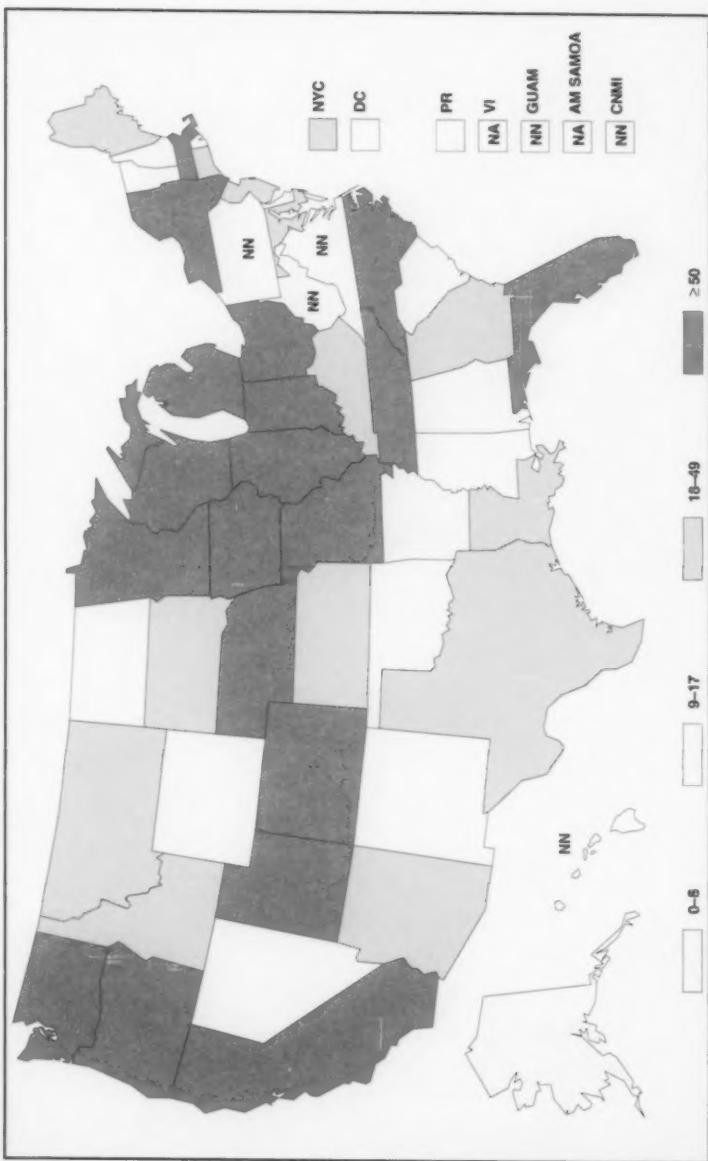 NYC
DC
PR
NA VI
NN GUAM
NA AM SAMOA
NN CNMI
NN
NN
NN
NN
0–8
9–17
18–49
≥ 50